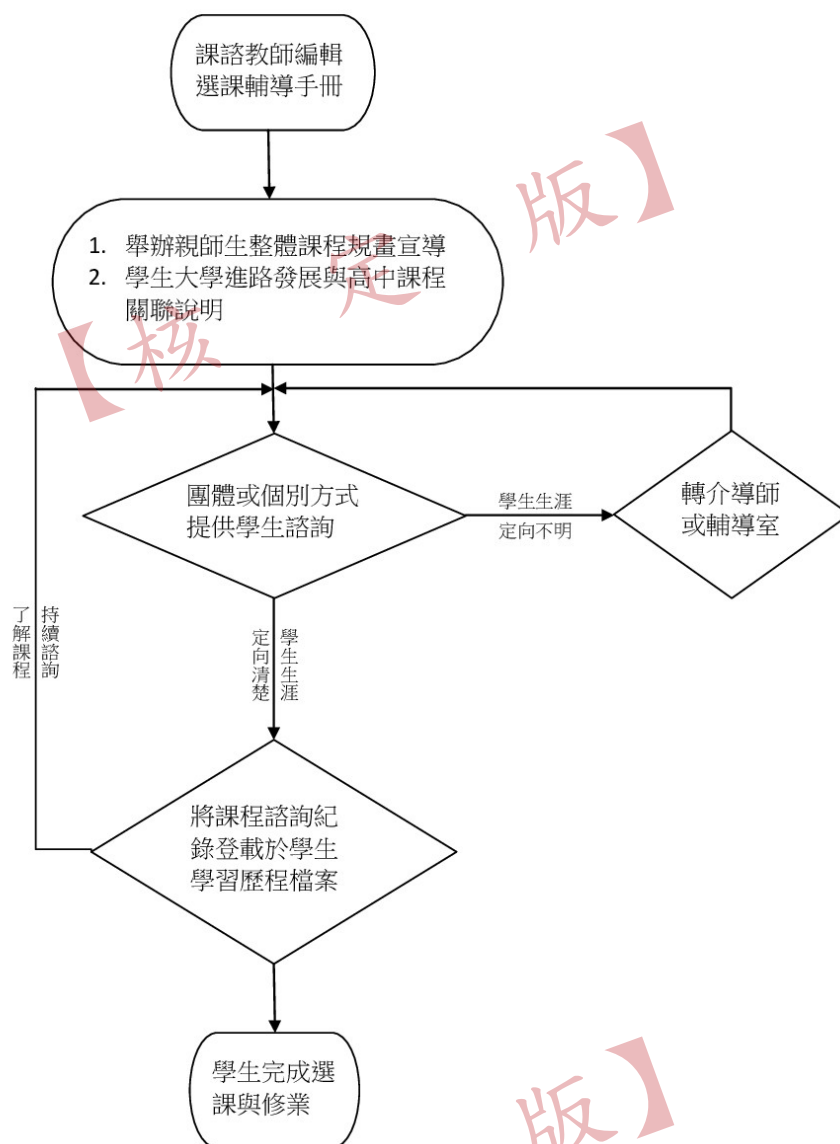 課諮教師編輯
選課輔導手冊
1. 舉辦親師生整體課程規畫宣導
2. 學生大學進路發展與高中課程
關聯說明
【核定版】
團體或個別方式
提供學生諮詢
學生生涯
定向不明
轉介導師
或輔導室
持續諮詢
了解課程
學生生涯
定向清楚
將課程諮詢紀
錄登載於學生
學習歷程檔案
學生完成選
課與修業
版】